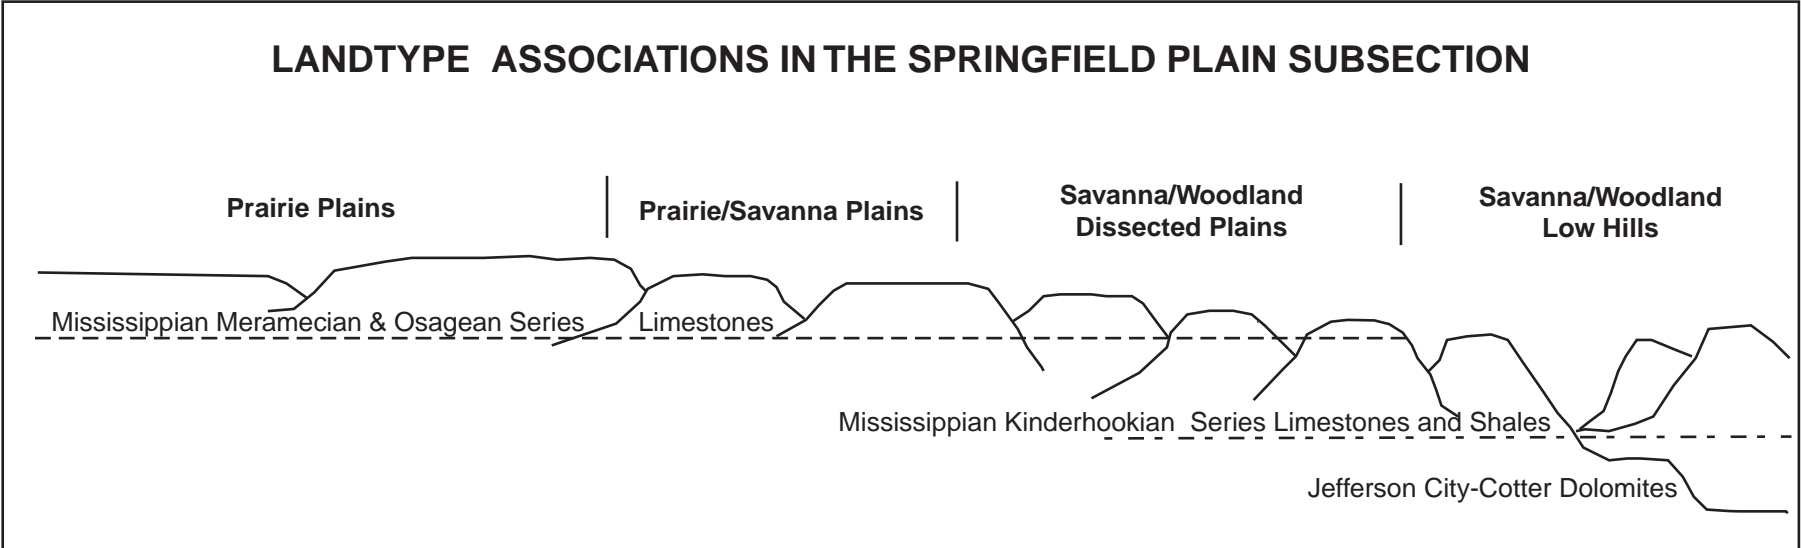 LANDTYPE ASSOCIATIONS IN THE SPRINGFIELD PLAIN SUBSECTION
Prairie Plains
Prairie/Savanna Plains
Savanna/Woodland
Dissected Plains
Savanna/Woodland
Low Hills
Mississippian Meramecian & Osagean Series Limestones
Mississippian Kinderhookian Series Limestones and Shales
Jefferson City-Cotter Dolomites